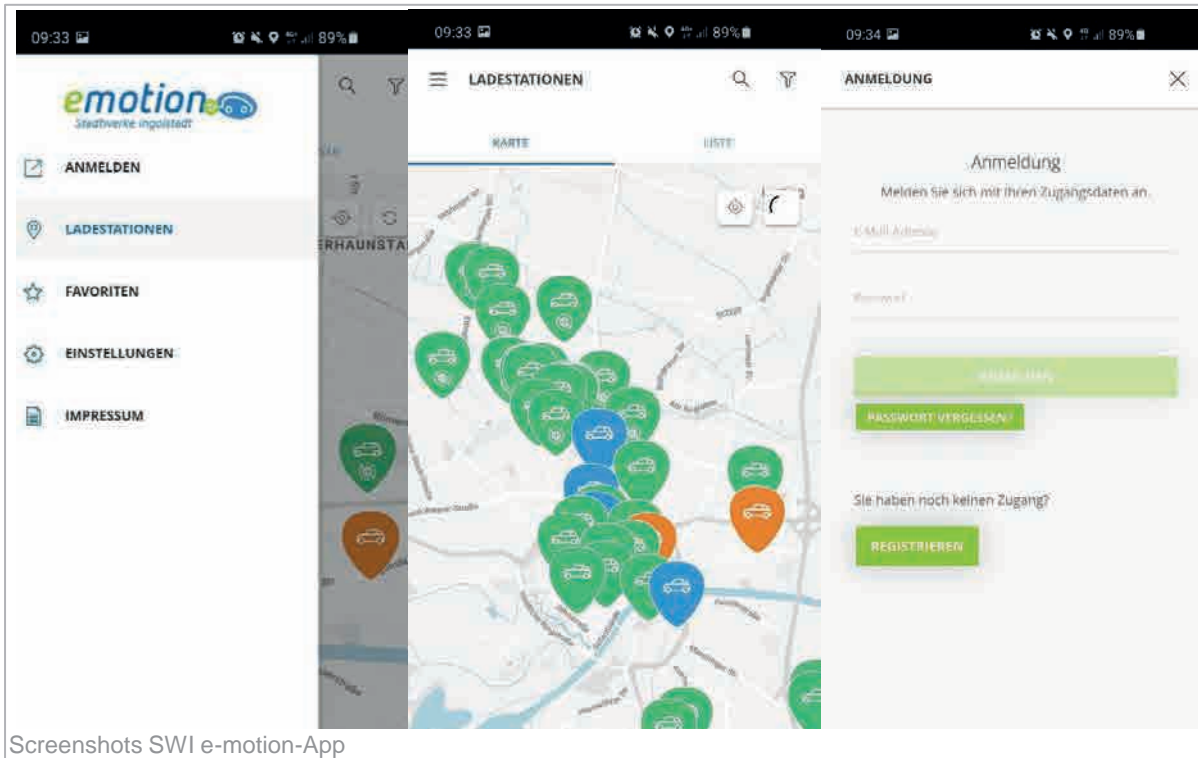 09:33
89%
emotion
Stadtwerke Ingolstadt
ANMELDEN
LADESTATIONEN
FAVORITEN
EINSTELLUNGEN
IMPRESSUM
ERHAUNSTA
09:33
89%
LADESTATIONEN
KARTE
LISTE
09:34
89%
ANMELDUNG
Anmeldung
Melden Sie sich mit Ihren Zugangsdaten an.
E-Mail-Adresse
Passwort
ANMELDEN
PASSWORT VERGESSEN?
Sie haben noch keinen Zugang?
REGISTRIEREN
Screenshots SWI e-motion-App